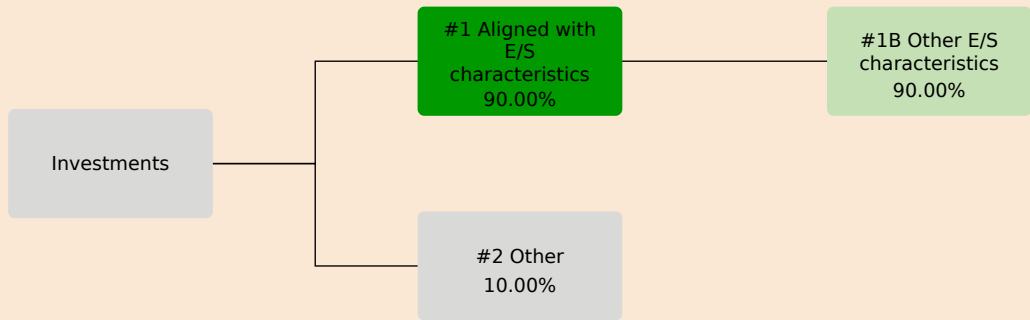 #1 Aligned with
E/S
characteristics
90.00%
#1B Other E/S
characteristics
90.00%
Investments
#2 Other
10.00%